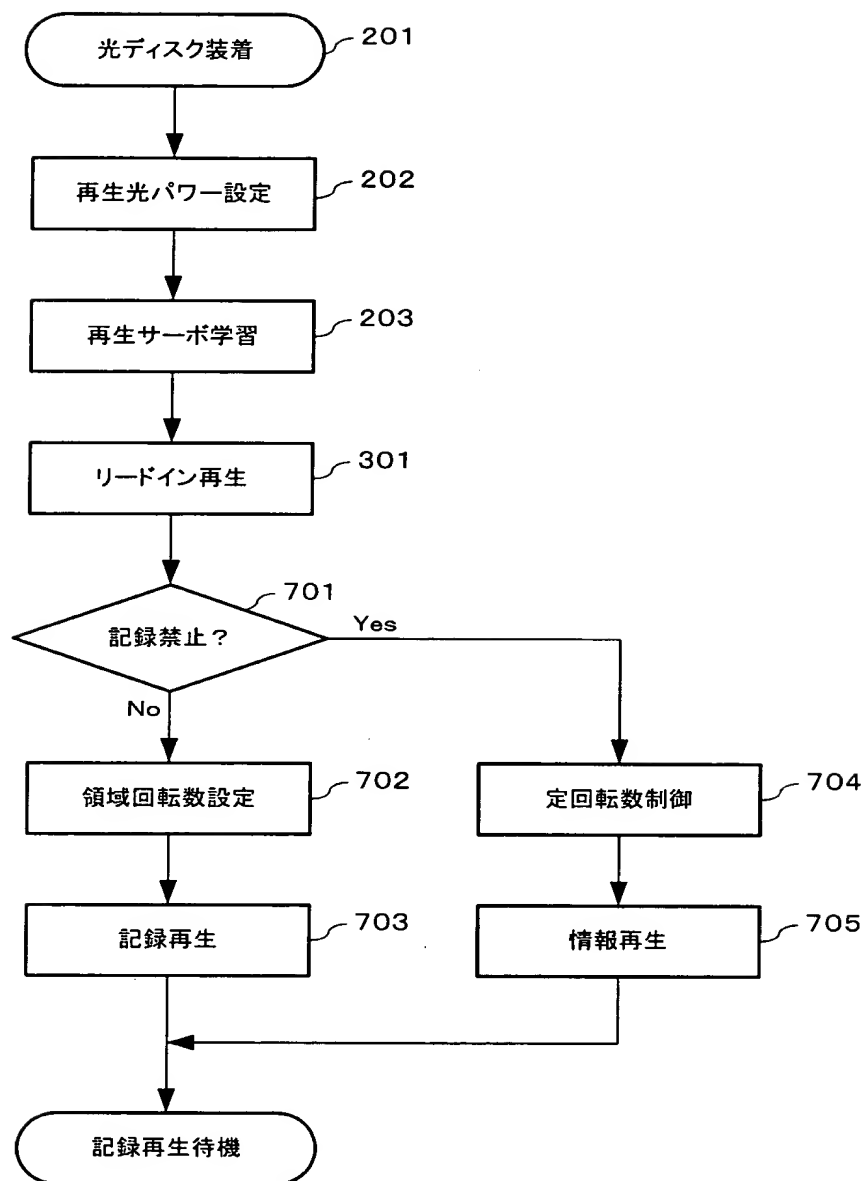 光ディスク装着
201
再生光パワー設定
202
再生サーボ学習
203
リードイン再生
301
記録禁止?
701
Yes
No
領域回転数設定
702
定回転数制御
704
記録再生
703
情報再生
705
記録再生待機